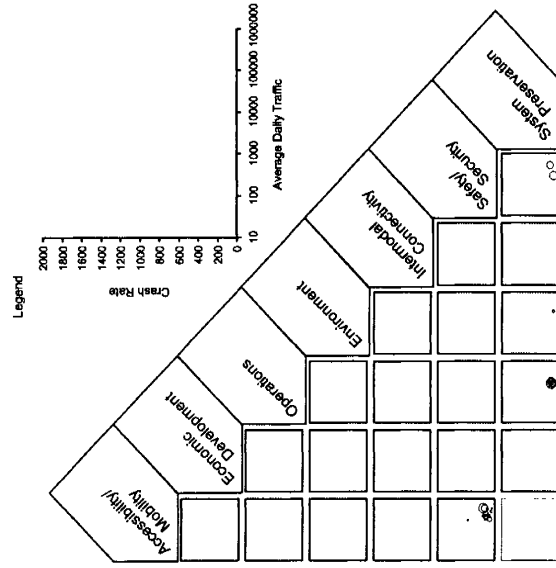 Legend
2000
1800
1600
1400
1200
1000
800
600
400
200
0
Crash Rate
10
100
1000
10000
100000
1000000
Average Daily Traffic
Accessibility/
Mobility
Economic
Development
Operations
Environment
Intermodal
Connectivity
Safety/
Security
System
Preservation